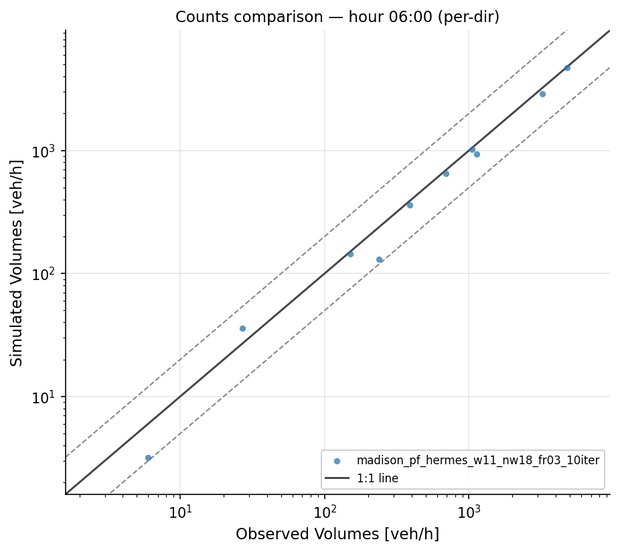 Counts comparison — hour 06:00 (per-dir)
Simulated Volumes [veh/h]
10³
10²
10¹
madison_pf_hermes_w11_nw18_fr03_10iter
1:1 line
10¹ 10² 10³
Observed Volumes [veh/h]